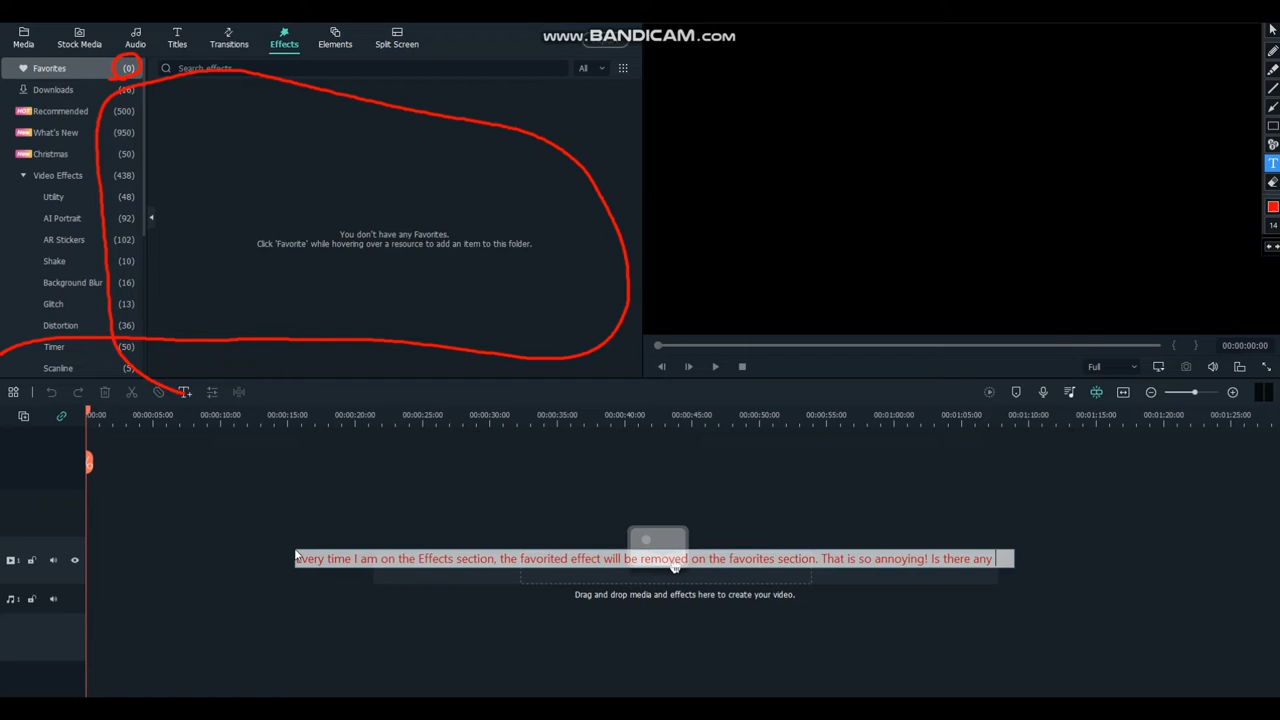 Media Stock Media Audio Titles Transitions Effects Elements Split Screen
www.BANDICAM.com
Favorites (0) Search effects All
Downloads (16)
HOT Recommended (500)
New What's New (950)
New Christmas (50)
Video Effects (438)
Utility (48)
AI Portrait (92)
AR Stickers (102)
Shake (10)
Background Blur (16)
Glitch (13)
Distortion (36)
Timer (50)
Scanline (5)
You don't have any Favorites.
Click 'Favorite' while hovering over a resource to add an item to this folder.
T
14
00:00:00:00
Full
00:00 00:00:05:00 00:00:10:00 00:00:15:00 00:00:20:00 00:00:25:00 00:00:30:00 00:00:35:00 00:00:40:00 00:00:45:00 00:00:50:00 00:00:55:00 00:01:00:00 00:01:05:00 00:01:10:00 00:01:15:00 00:01:20:00 00:01:25:00
1
Every time I am on the Effects section, the favorited effect will be removed on the favorites section. That is so annoying! Is there any
Drag and drop media and effects here to create your video.
1